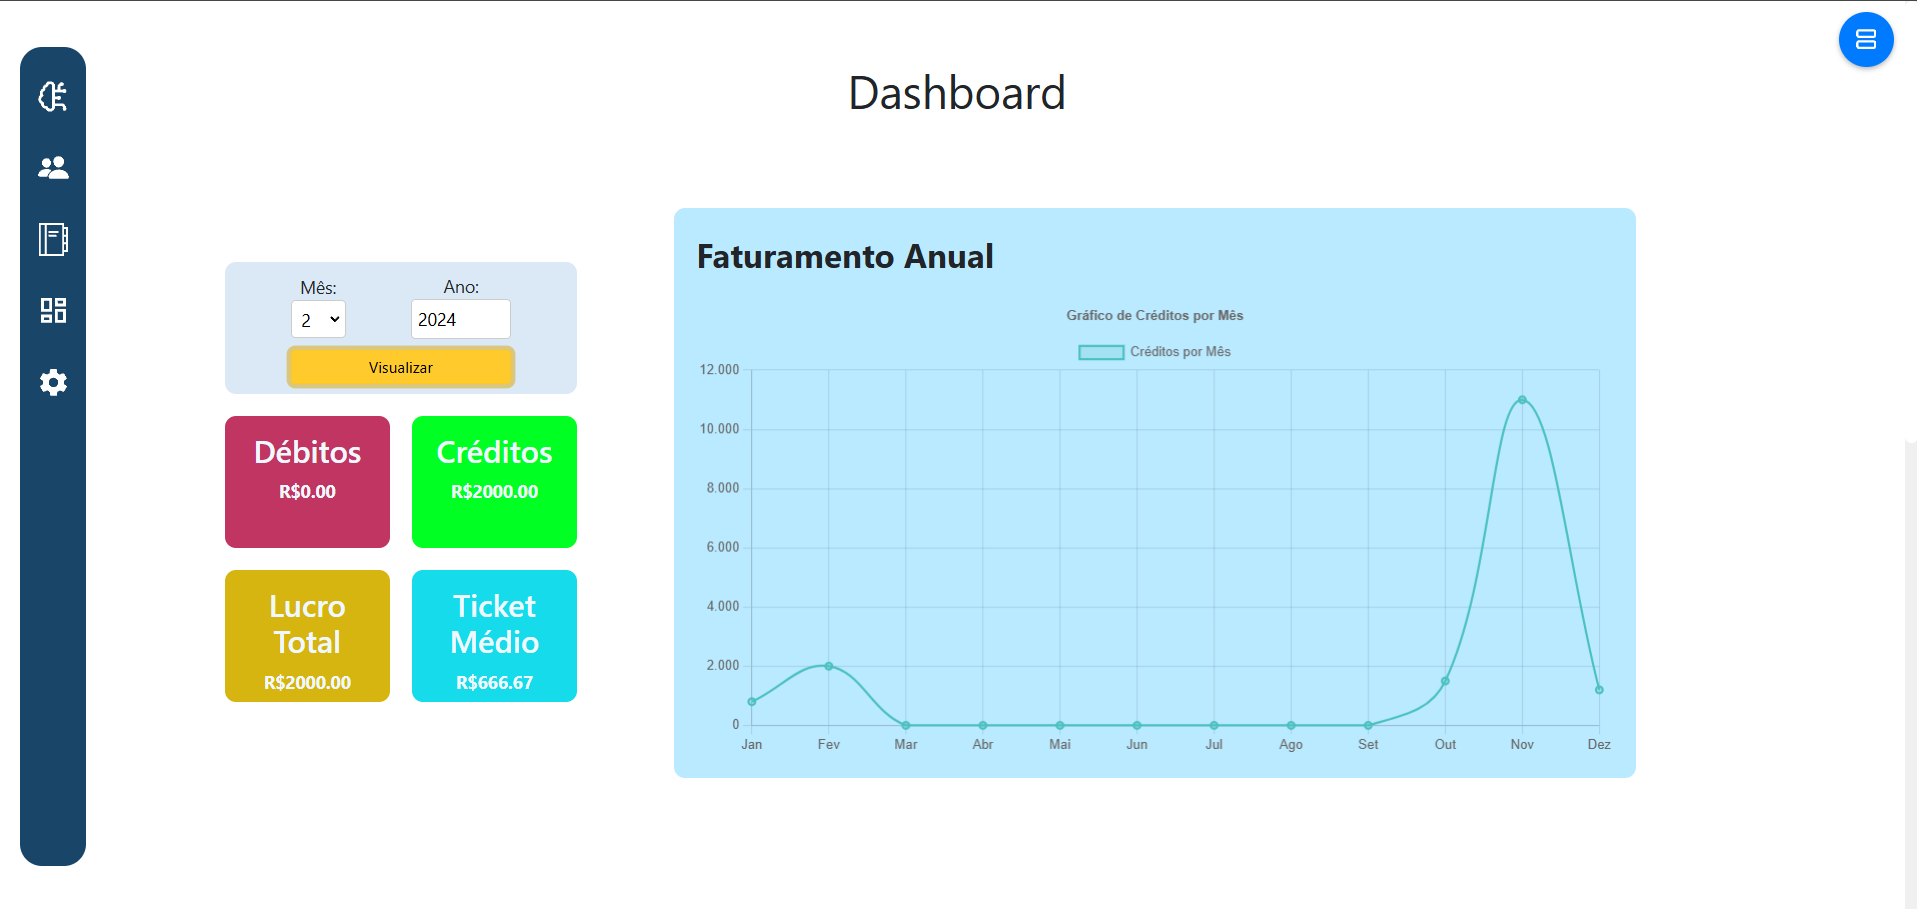 Dashboard
Mês:
Ano:
2
2024
Visualizar
Débitos
R$0.00
Créditos
R$2000.00
Lucro
Total
R$2000.00
Ticket
Médio
R$666.67
Faturamento Anual
Gráfico de Créditos por Mês
Créditos por Mês
12.000
10.000
8.000
6.000
4.000
2.000
0
Jan Fev Mar Abr Mai Jun Jul Ago Set Out Nov Dez